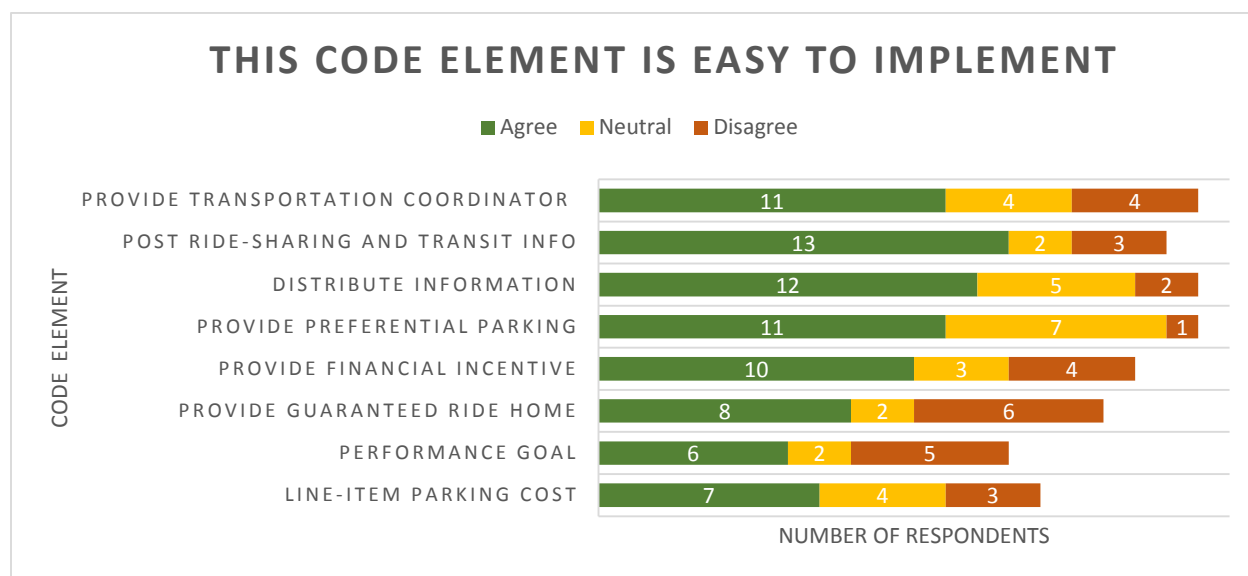 THIS CODE ELEMENT IS EASY TO IMPLEMENT
Agree Neutral Disagree
PROVIDE TRANSPORTATION COORDINATOR 11 4 4
POST RIDE-SHARING AND TRANSIT INFO 13 2 3
DISTRIBUTE INFORMATION 12 5 2
PROVIDE PREFERENTIAL PARKING 11 7 1
PROVIDE FINANCIAL INCENTIVE 10 3 4
PROVIDE GUARANTEED RIDE HOME 8 2 6
PERFORMANCE GOAL 6 2 5
LINE-ITEM PARKING COST 7 4 3
CODE ELEMENT
NUMBER OF RESPONDENTS